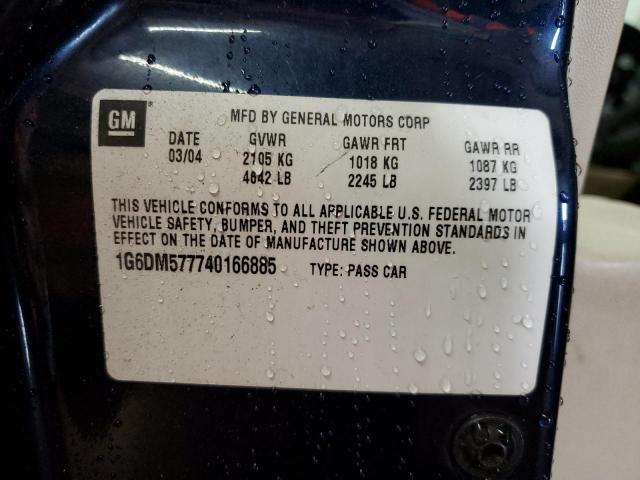 GM
MFD BY GENERAL MOTORS CORP
DATE GVWR GAWR FRT GAWR RR
03/04 2105 KG 1018 KG 1087 KG
4642 LB 2245 LB 2397 LB
THIS VEHICLE CONFORMS TO ALL APPLICABLE U.S. FEDERAL MOTOR
VEHICLE SAFETY, BUMPER, AND THEFT PREVENTION STANDARDS IN
EFFECT ON THE DATE OF MANUFACTURE SHOWN ABOVE.
1G6DM577740166885 TYPE: PASS CAR